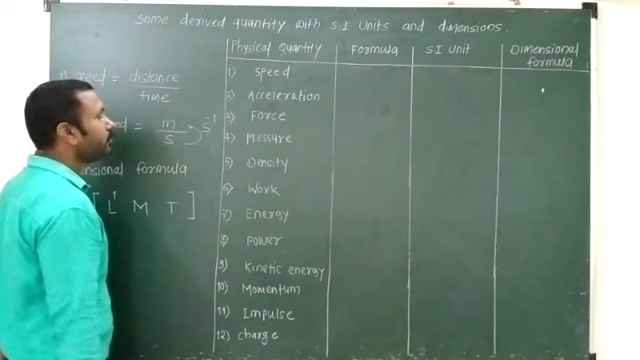 Some derived quantity with S.I Units and dimensions.
Physical Quantity Formula S.I Unit Dimensional formula
1) Speed
2) Acceleration
3) Force
4) Pressure
5) Density
6) Work
7) Energy
8) Power
9) Kinetic energy
10) Momentum
11) Impulse
12) Charge
= distance
time
= m
s
s⁻¹
formula
[ L¹ M T ]